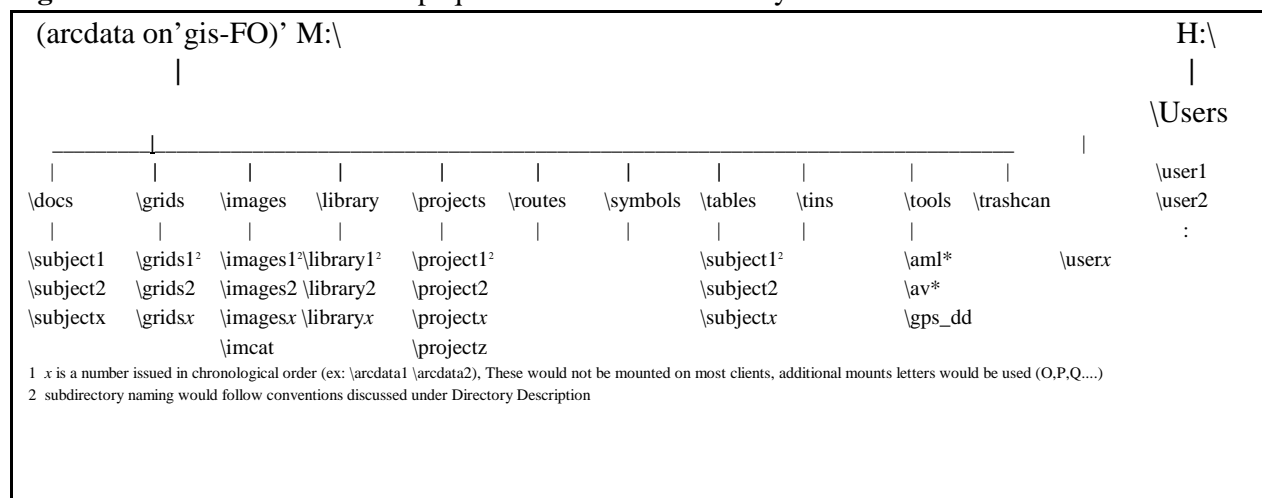 (arcdata on'gis-FO)' M:\ H:\
| |
\Users
| |
| | | | | | | | | | | \user1
\docs \grids \images \library \projects \routes \symbols \tables \tins \tools \trashcan \user2
| | | | | | | | | | :
\subject1 \grids1² \images1²\library1² \project1² \subject1² \aml* \userx
\subject2 \grids2 \images2 \library2 \project2 \subject2 \av*
\subjectx \gridsx \imagesx \libraryx \projectx \subjectx \gps_dd
\imcat \projectz
1 x is a number issued in chronological order (ex: \arcdata1 \arcdata2), These would not be mounted on most clients, additional mounts letters would be used (O,P,Q....)
2 subdirectory naming would follow conventions discussed under Directory Description